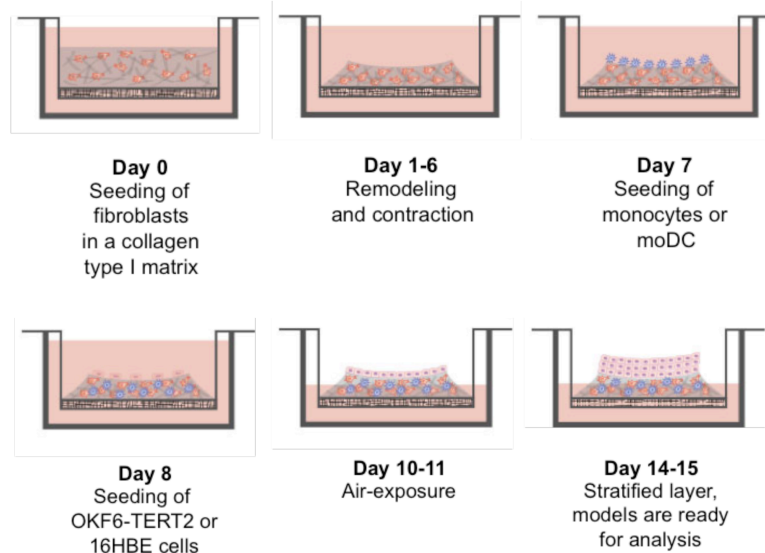 Day 0
Seeding of
fibroblasts
in a collagen
type I matrix
Day 1-6
Remodeling
and contraction
Day 7
Seeding of
monocytes or
moDC
Day 8
Seeding of
OKF6-TERT2 or
16HBE cells
Day 10-11
Air-exposure
Day 14-15
Stratified layer,
models are ready
for analysis